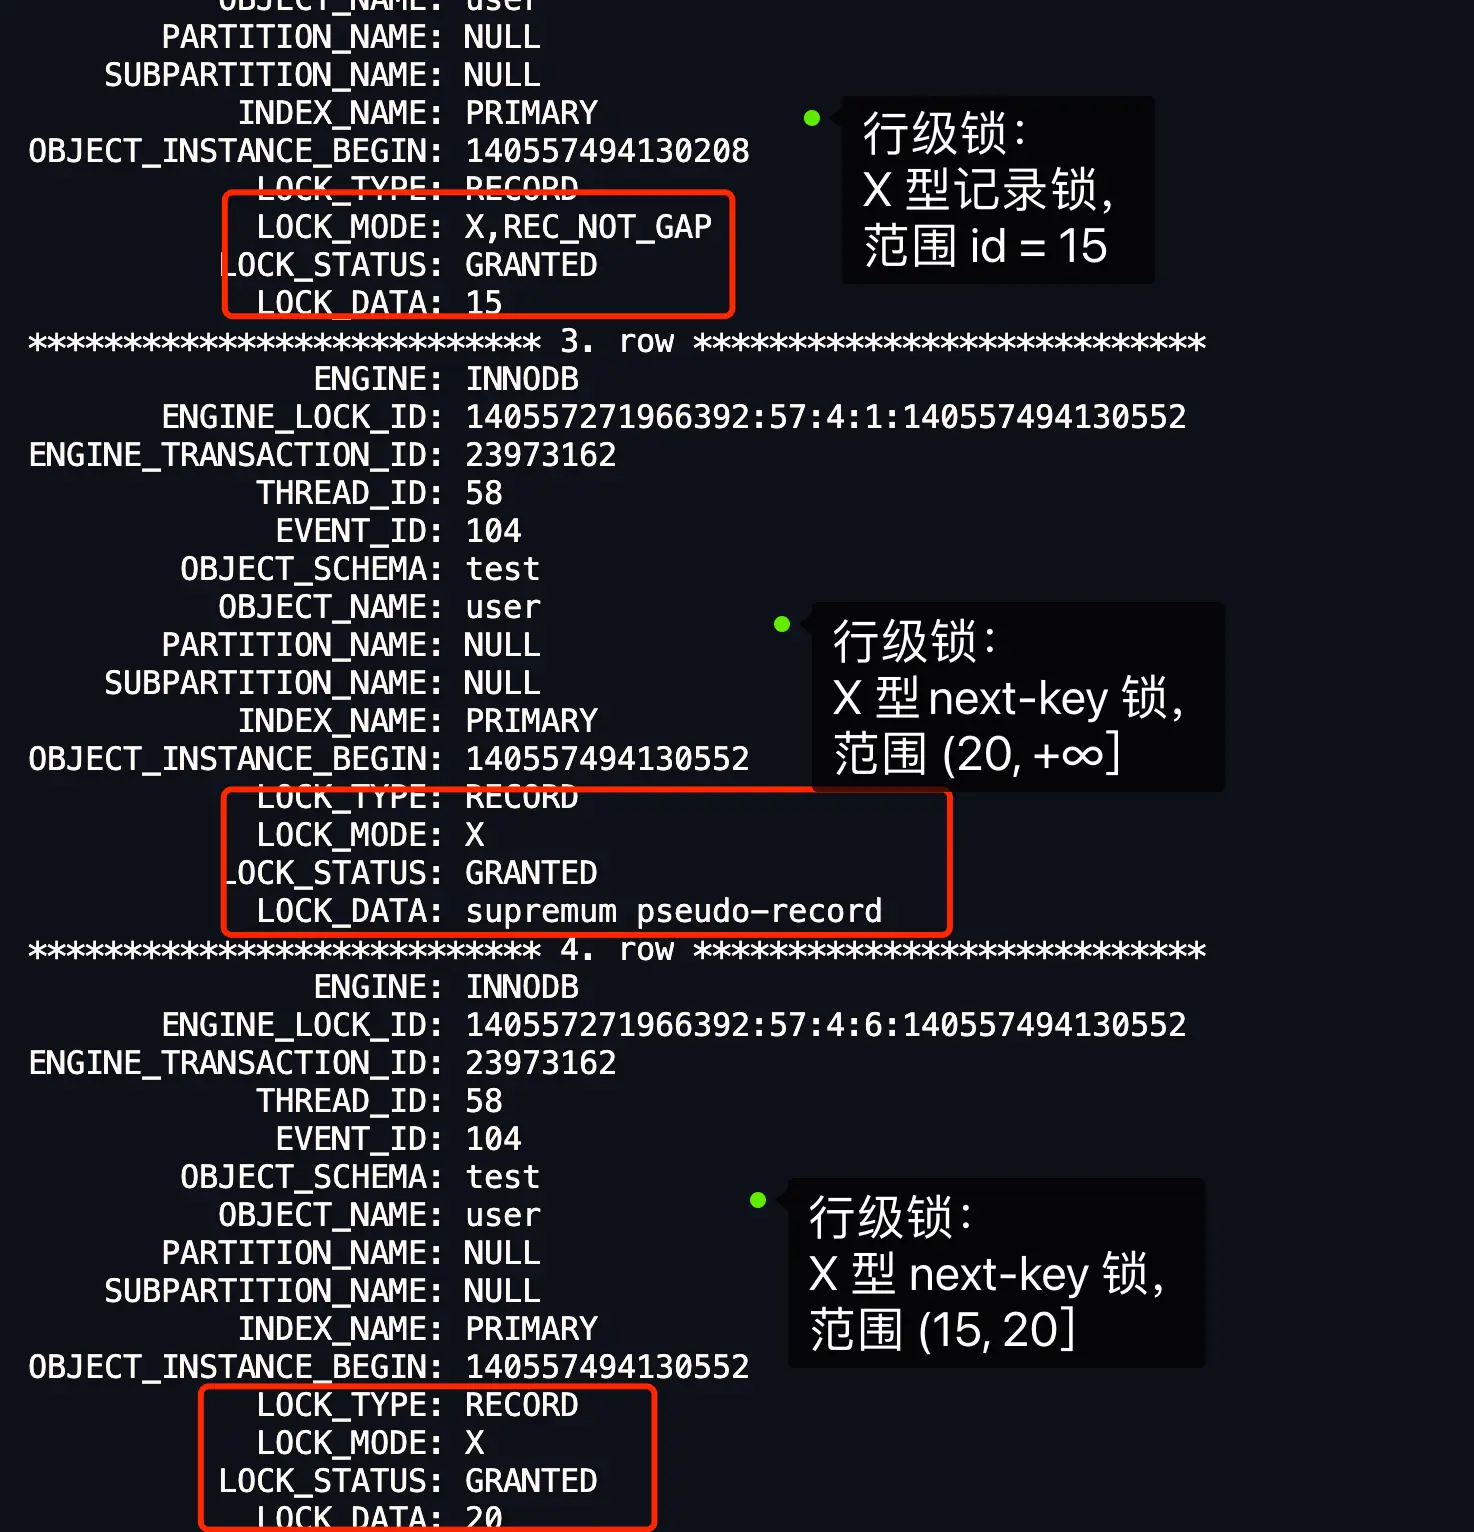 OBJECT_NAME: user
PARTITION_NAME: NULL
SUBPARTITION_NAME: NULL
INDEX_NAME: PRIMARY
OBJECT_INSTANCE_BEGIN: 140557494130208
LOCK_TYPE: RECORD
LOCK_MODE: X,REC_NOT_GAP
LOCK_STATUS: GRANTED
LOCK_DATA: 15
行级锁：
X 型记录锁，
范围 id = 15
*************************** 3. row ***************************
ENGINE: INNODB
ENGINE_LOCK_ID: 140557271966392:57:4:1:140557494130552
ENGINE_TRANSACTION_ID: 23973162
THREAD_ID: 58
EVENT_ID: 104
OBJECT_SCHEMA: test
OBJECT_NAME: user
PARTITION_NAME: NULL
SUBPARTITION_NAME: NULL
INDEX_NAME: PRIMARY
OBJECT_INSTANCE_BEGIN: 140557494130552
LOCK_TYPE: RECORD
LOCK_MODE: X
LOCK_STATUS: GRANTED
LOCK_DATA: supremum pseudo-record
行级锁：
X 型 next-key 锁，
范围 (20, +∞]
*************************** 4. row ***************************
ENGINE: INNODB
ENGINE_LOCK_ID: 140557271966392:57:4:6:140557494130552
ENGINE_TRANSACTION_ID: 23973162
THREAD_ID: 58
EVENT_ID: 104
OBJECT_SCHEMA: test
OBJECT_NAME: user
PARTITION_NAME: NULL
SUBPARTITION_NAME: NULL
INDEX_NAME: PRIMARY
OBJECT_INSTANCE_BEGIN: 140557494130552
LOCK_TYPE: RECORD
LOCK_MODE: X
LOCK_STATUS: GRANTED
LOCK_DATA: 20
行级锁：
X 型 next-key 锁，
范围 (15, 20]